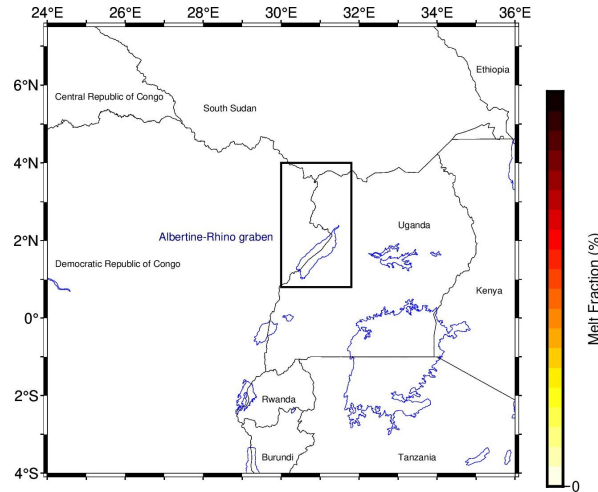 24°E 26° 28° 30° 32° 34° 36°E
Ethiopia
6°N
Central Republic of Congo
South Sudan
4°N
Albertine-Rhino graben
Uganda
2°N
Democratic Republic of Congo
Kenya
0°
2°S
Rwanda
Burundi
Tanzania
4°S
Melt Fraction (%)
0